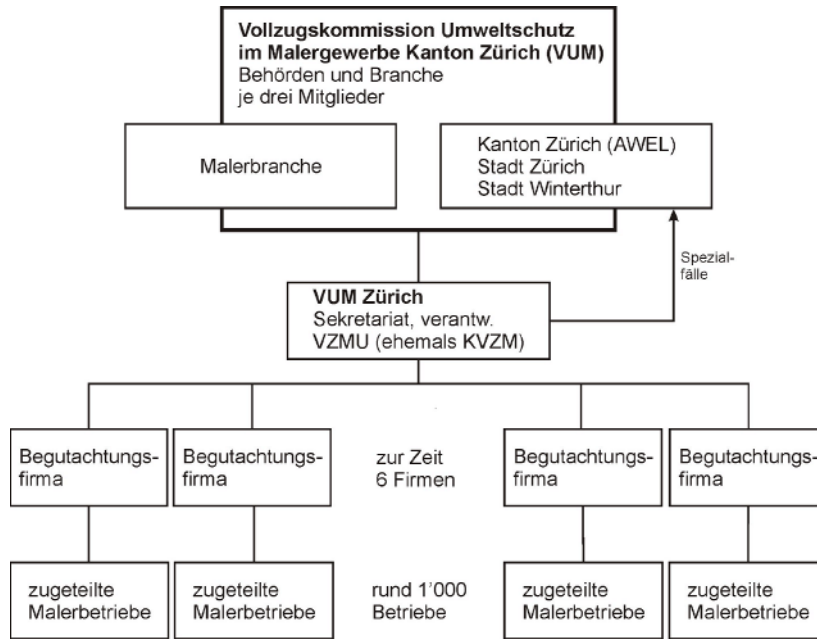 Vollzugskommission Umweltschutz
im Malergewerbe Kanton Zürich (VUM)
Behörden und Branche
je drei Mitglieder
Malerbranche
Kanton Zürich (AWEL)
Stadt Zürich
Stadt Winterthur
Spezial-
fälle
VUM Zürich
Sekretariat, verantw.
VZMU (ehemals KVZM)
Begutachtungs-
firma
Begutachtungs-
firma
zur Zeit
6 Firmen
Begutachtungs-
firma
Begutachtungs-
firma
zugeteilte
Malerbetriebe
zugeteilte
Malerbetriebe
rund 1'000
Betriebe
zugeteilte
Malerbetriebe
zugeteilte
Malerbetriebe